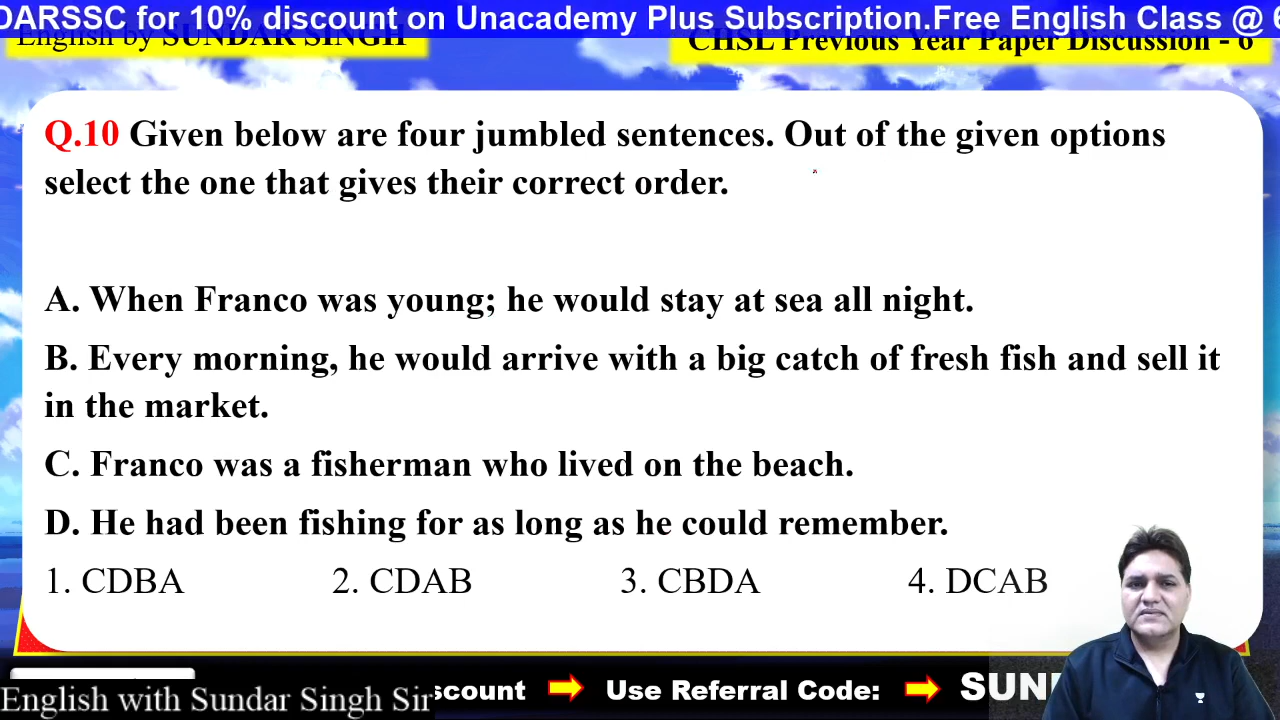 DARSSC for 10% discount on Unacademy Plus Subscription.Free English Class @ 6
English by SUNDAR SINGH
CHSL Previous Year Paper Discussion - 6
Q.10 Given below are four jumbled sentences. Out of the given options
select the one that gives their correct order.
A. When Franco was young; he would stay at sea all night.
B. Every morning, he would arrive with a big catch of fresh fish and sell it
in the market.
C. Franco was a fisherman who lived on the beach.
D. He had been fishing for as long as he could remember.
1. CDBA 2. CDAB 3. CBDA 4. DCAB
English with Sundar Singh Sir
scount Use Referral Code: SUN